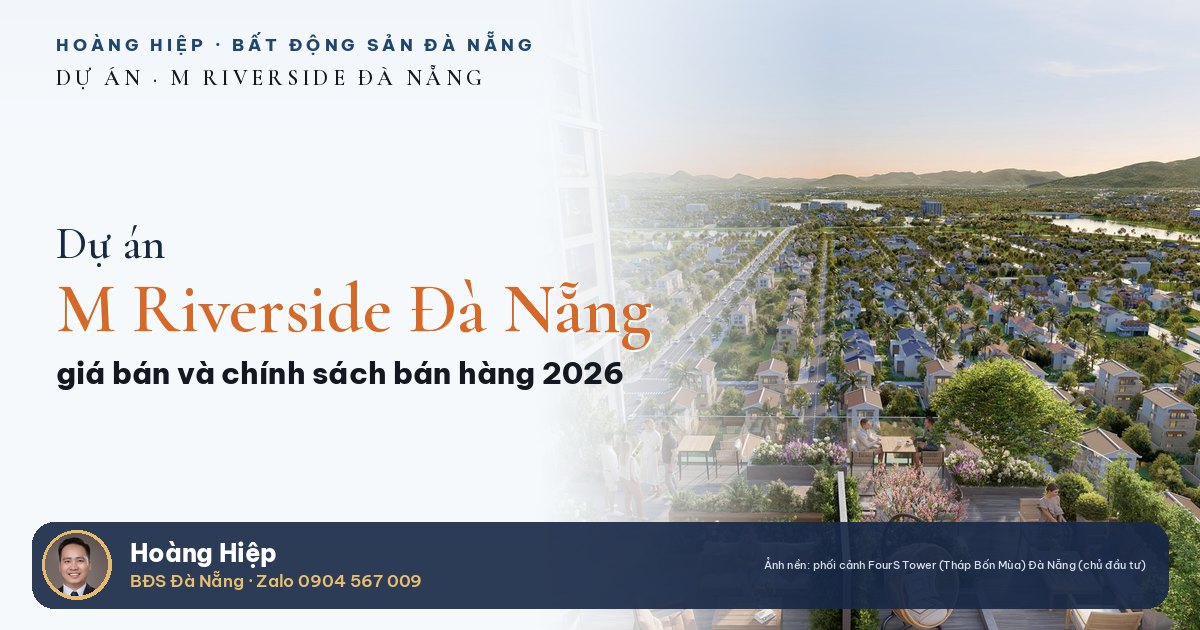 HOÀNG HIỆP · BẤT ĐỘNG SẢN ĐÀ NẴNG
DỰ ÁN · M RIVERSIDE ĐÀ NẴNG
Dự án
M Riverside Đà Nẵng
giá bán và chính sách bán hàng 2026
Hoàng Hiệp
BĐS Đà Nẵng · Zalo 0904 567 009
Ảnh nền: phối cảnh FourS Tower (Tháp Bốn Mùa) Đà Nẵng (chủ đầu tư)